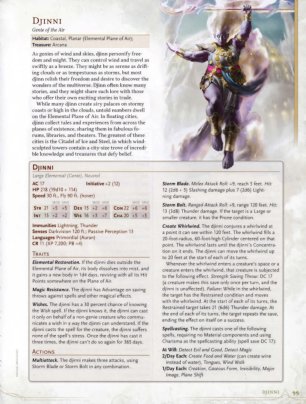 DJINNI
Genie of the Air
Habitat: Coastal, Planar (Elemental Plane of Air);
Treasure: Arcana
As genies of wind and skies, djinn personify free-
dom and majesty. They can control wind and travel as
swiftly as a breeze. They might be as serene as drift-
ing clouds or as tempestuous as storms, but most
djinn relish their freedom and desire to discover the
wonders of the multiverse. Djinn often know many
stories, and they might share such lore with those
who offer their own exciting stories in trade.
While many djinn create airy palaces on stormy
coasts or high in the clouds, untold numbers dwell
on the Elemental Plane of Air. In floating cities,
djinn collect tales and experiences from across the
planes of existence, sharing them in fabulous fo-
rums, libraries, and theaters. The greatest of these
cities is the Citadel of Ice and Steel, in which wind-
sculpted towers contain a city-size trove of incredi-
ble knowledge and treasures that defy belief.
DJINNI
Large Elemental (Genie), Neutral
AC 17 Initiative +2 (12)
HP 218 (19d10 + 114)
Speed 30 ft., Fly 90 ft. (hover)
STR 21 +5 +5 DEX 15 +2 +6 CON 22 +6 +6
INT 15 +2 +2 WIS 16 +3 +7 CHA 20 +5 +5
Immunities Lightning, Thunder
Senses Darkvision 120 ft.; Passive Perception 13
Languages Primordial (Auran)
CR 11 (XP 7,200; PB +4)
TRAITS
Elemental Restoration. If the djinni dies outside the
Elemental Plane of Air, its body dissolves into mist, and
it gains a new body in 1d4 days, reviving with all its Hit
Points somewhere on the Plane of Air.
Magic Resistance. The djinni has Advantage on saving
throws against spells and other magical effects.
Wishes. The djinni has a 30 percent chance of knowing
the Wish spell. If the djinni knows it, the djinni can cast
it only on behalf of a non-genie creature who commu-
nicates a wish in a way the djinni can understand. If the
djinni casts the spell for the creature, the djinni suffers
none of the spell's stress. Once the djinni has cast it
three times, the djinni can't do so again for 365 days.
ACTIONS
Multiattack. The djinni makes three attacks, using
Storm Blade or Storm Bolt in any combination.
Storm Blade. Melee Attack Roll: +9, reach 5 feet. Hit:
12 (2d6 + 5) Slashing damage plus 7 (2d6) Light-
ning damage.
Storm Bolt. Ranged Attack Roll: +9, range 120 feet. Hit:
13 (3d8) Thunder damage. If the target is a Large or
smaller creature, it has the Prone condition.
Create Whirlwind. The djinni conjures a whirlwind at
a point it can see within 120 feet. The whirlwind fills a
20-foot-radius, 60-foot-high Cylinder centered on that
point. The whirlwind lasts until the djinni's Concentra-
tion on it ends. The djinni can move the whirlwind up
to 20 feet at the start of each of its turns.
Whenever the whirlwind enters a creature's space or a
creature enters the whirlwind, that creature is subjected
to the following effect. Strength Saving Throw: DC 17
(a creature makes this save only once per turn, and the
djinni is unaffected). Failure: While in the whirlwind,
the target has the Restrained condition and moves
with the whirlwind. At the start of each of its turns, the
Restrained target takes 21 (6d6) Thunder damage. At
the end of each of its turns, the target repeats the save,
ending the effect on itself on a success.
Spellcasting. The djinni casts one of the following
spells, requiring no Material components and using
Charisma as the spellcasting ability (spell save DC 17):
At Will: Detect Evil and Good, Detect Magic
2/Day Each: Create Food and Water (can create wine
instead of water), Tongues, Wind Walk
1/Day Each: Creation, Gaseous Form, Invisibility, Major
Image, Plane Shift
DJINNI